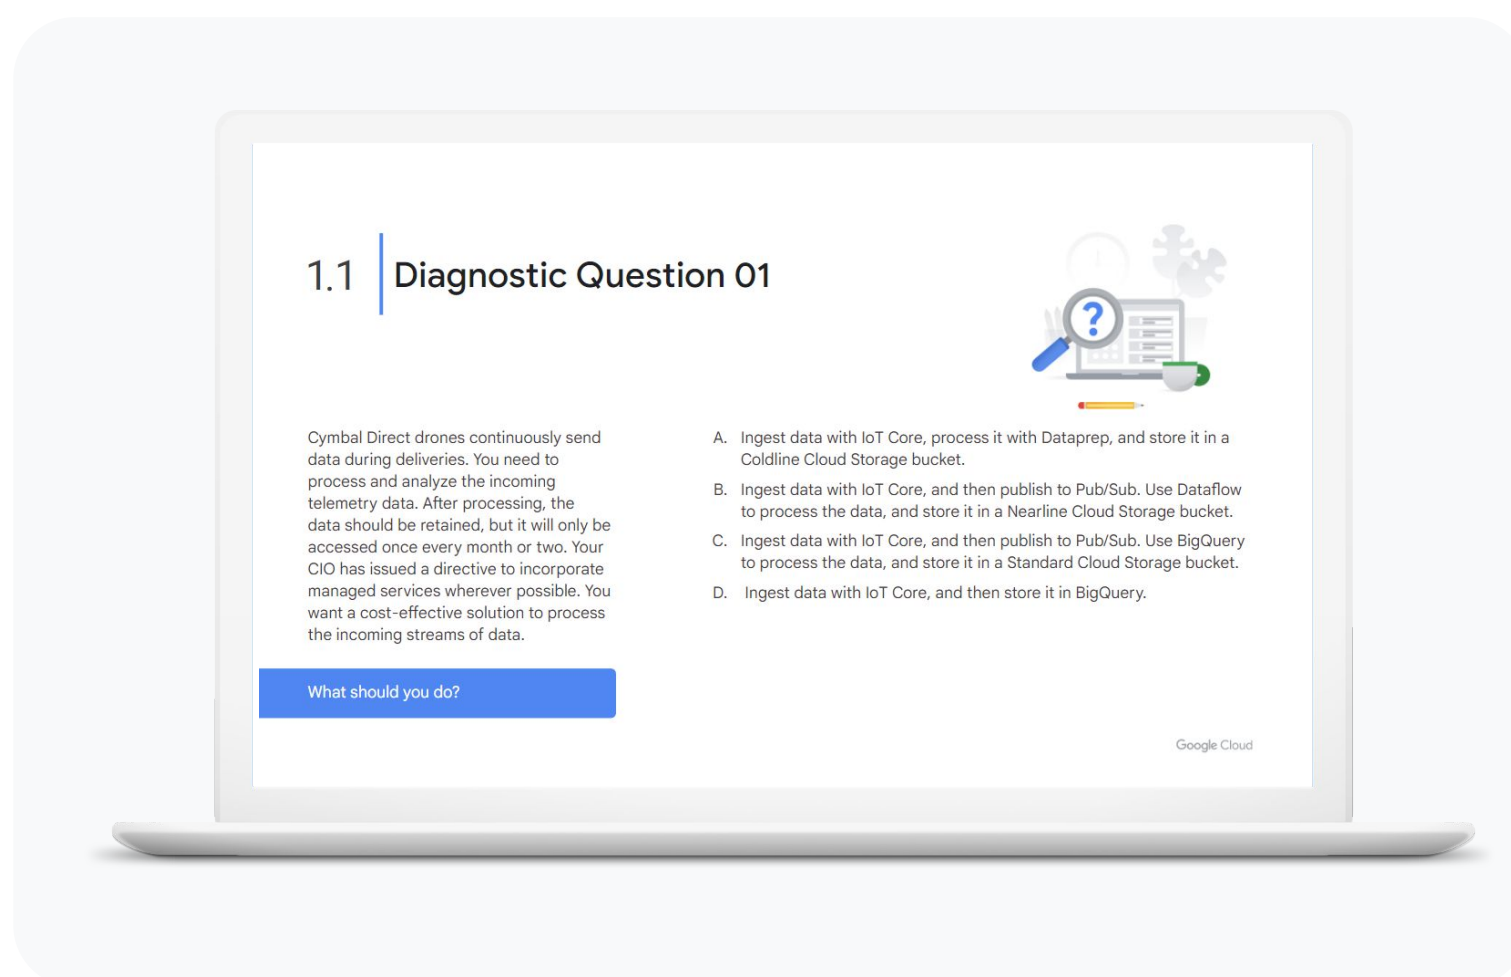 1.1
Diagnostic Question 01
?
Cymbal Direct drones continuously send
data during deliveries. You need to
process and analyze the incoming
telemetry data. After processing, the
data should be retained, but it will only be
accessed once every month or two. Your
CIO has issued a directive to incorporate
managed services wherever possible. You
want a cost-effective solution to process
the incoming streams of data.
What should you do?
A. Ingest data with IoT Core, process it with Dataprep, and store it in a
Coldline Cloud Storage bucket.
B. Ingest data with IoT Core, and then publish to Pub/Sub. Use Dataflow
to process the data, and store it in a Nearline Cloud Storage bucket.
C. Ingest data with IoT Core, and then publish to Pub/Sub. Use BigQuery
to process the data, and store it in a Standard Cloud Storage bucket.
D. Ingest data with IoT Core, and then store it in BigQuery.
Google Cloud